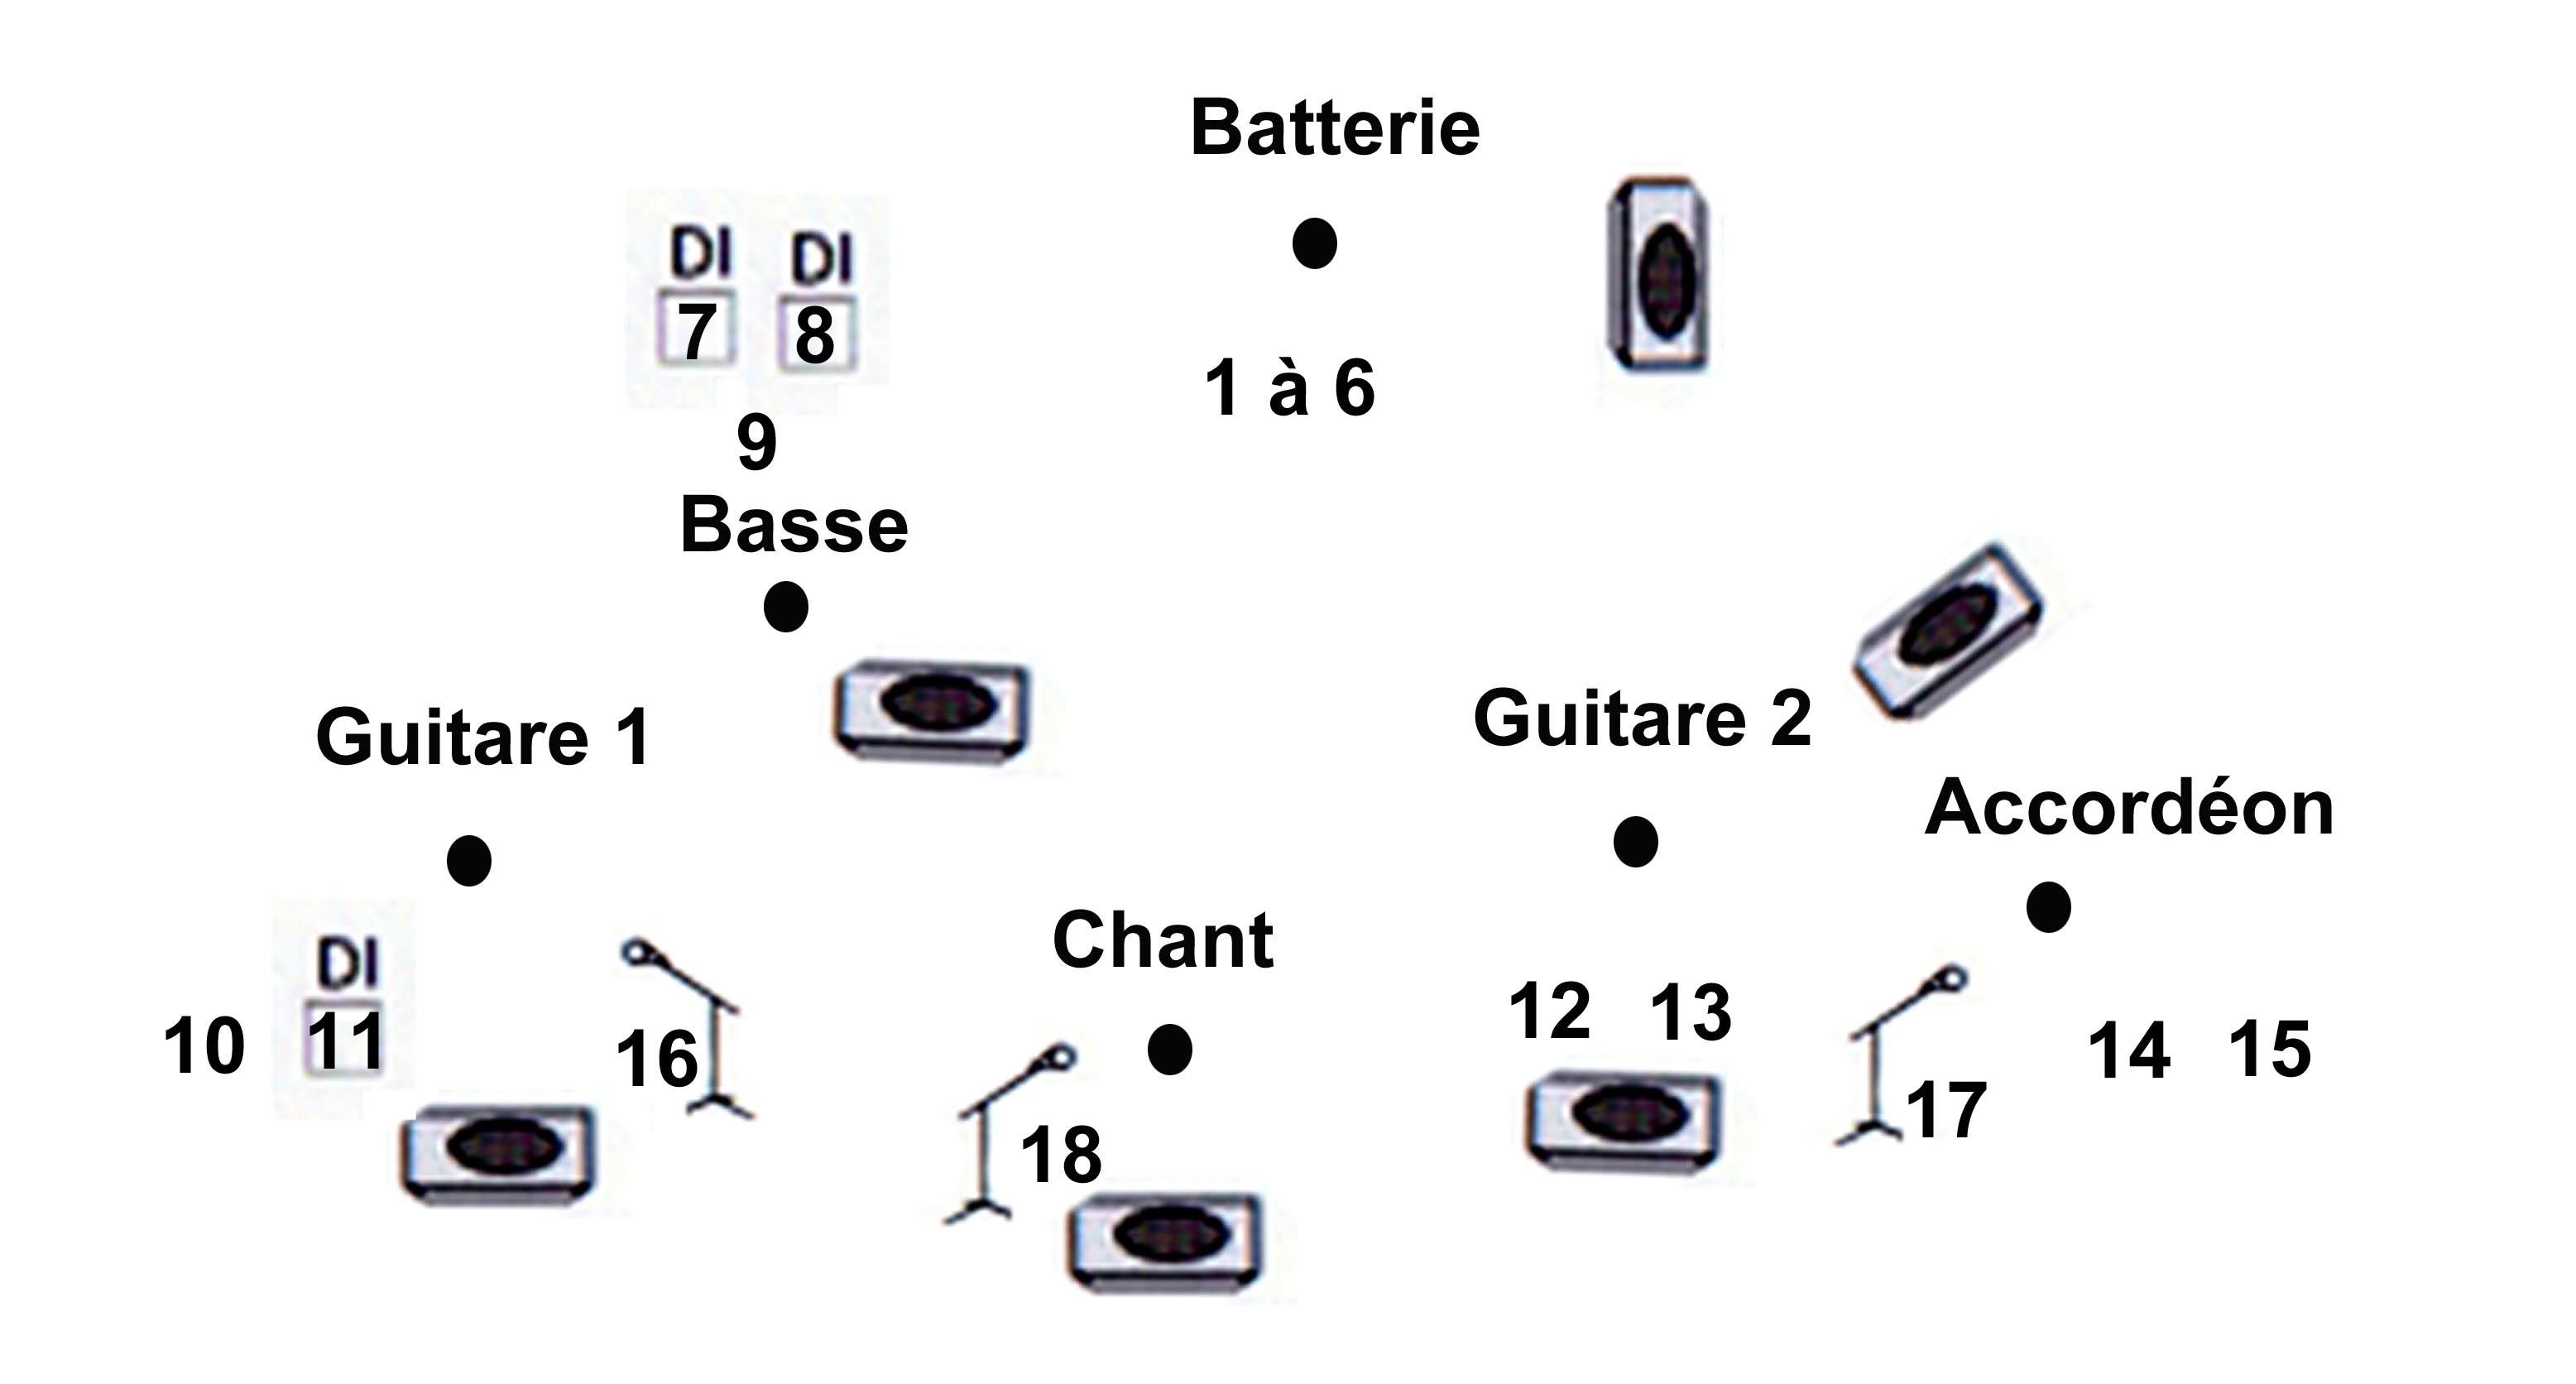 Batterie
DI DI
7 8
1 à 6
9
Basse
Guitare 1
Guitare 2
Accordéon
Chant
DI
10 11
16
12 13
14 15
17
18